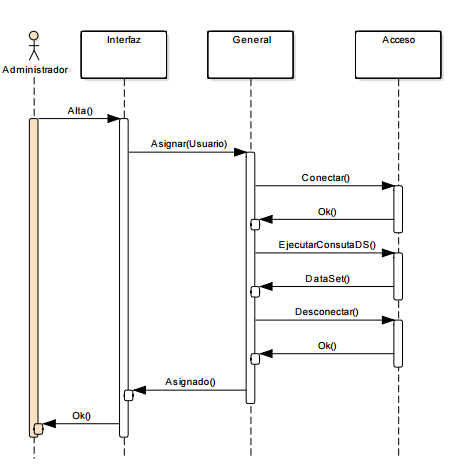 Interfaz
General
Acceso
Administrador
Alta()
Asignar(Usuario)
Conectar()
Ok()
EjecutarConsutaDS()
DataSet()
Desconectar()
Ok()
Asignado()
Ok()